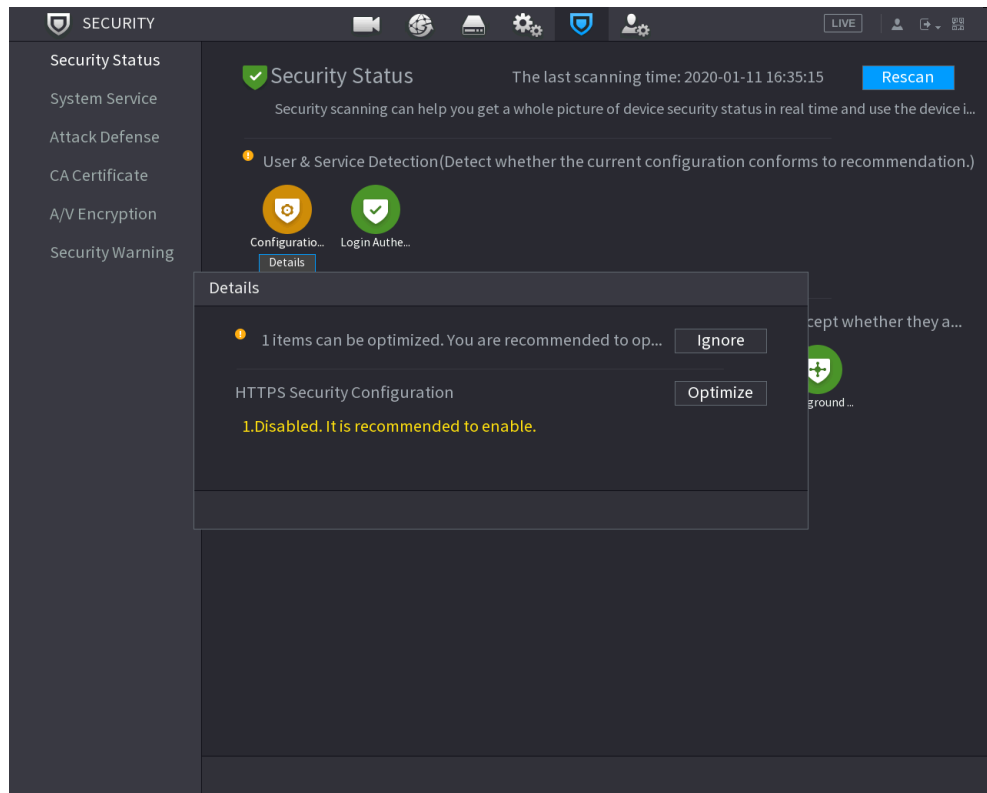 SECURITY
LIVE
Security Status
System Service
Attack Defense
CA Certificate
A/V Encryption
Security Warning
Security Status
The last scanning time: 2020-01-11 16:35:15
Rescan
Security scanning can help you get a whole picture of device security status in real time and use the device i...
User & Service Detection(Detect whether the current configuration conforms to recommendation.)
Configuratio...
Login Authe...
Details
cept whether they a...
ground ...
Details
1 items can be optimized. You are recommended to op...
Ignore
HTTPS Security Configuration
Optimize
1.Disabled. It is recommended to enable.